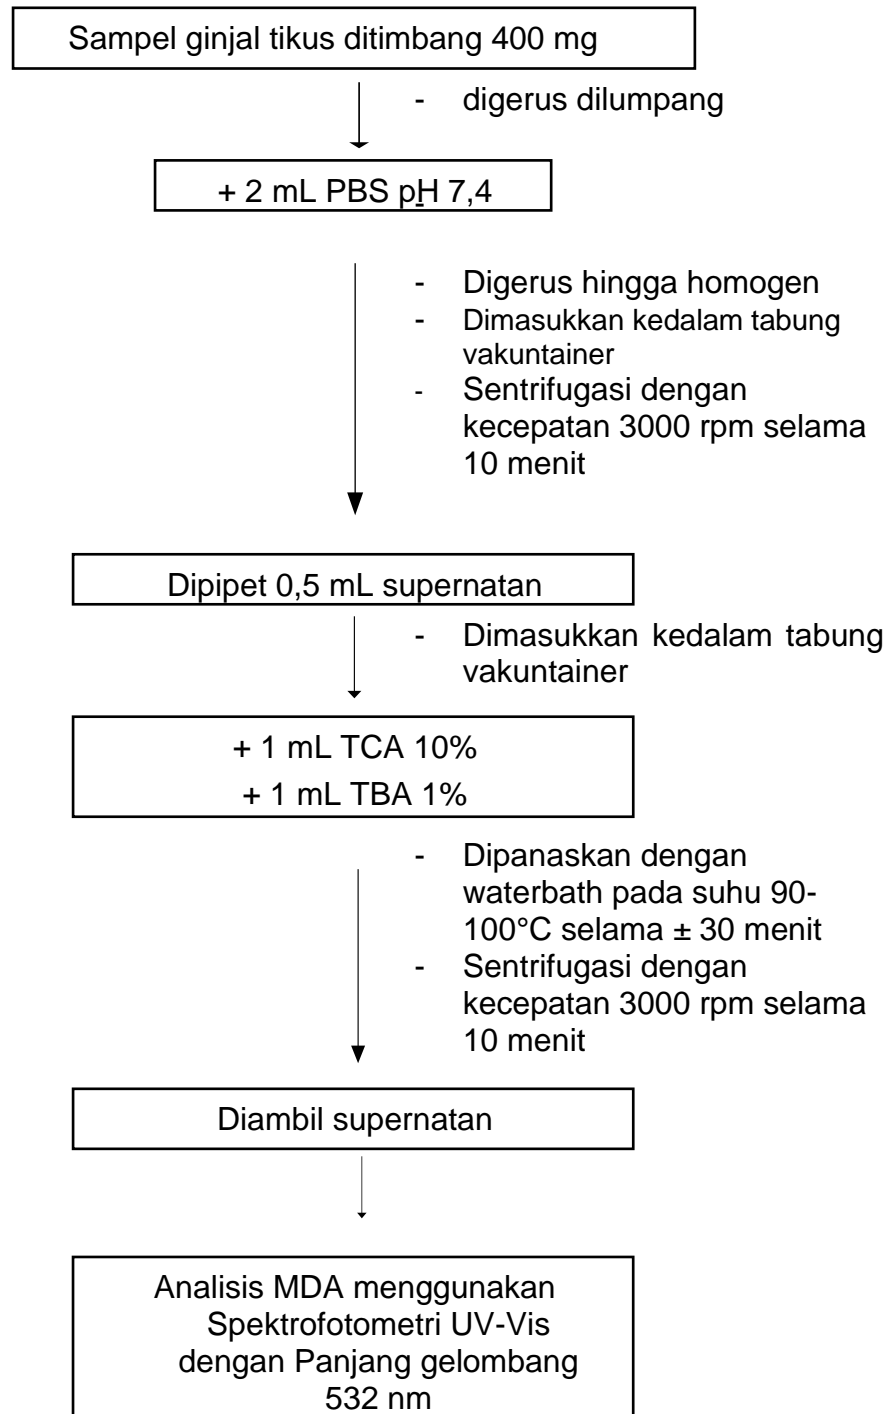 Sampel ginjal tikus ditimbang 400 mg
- digerus dilumpang
+ 2 mL PBS pH 7,4
- Digerus hingga homogen
- Dimasukkan kedalam tabung
vakuntainer
- Sentrifugasi dengan
kecepatan 3000 rpm selama
10 menit
Dipipet 0,5 mL supernatan
- Dimasukkan kedalam tabung
vakuntainer
+ 1 mL TCA 10%
+ 1 mL TBA 1%
- Dipanaskan dengan
waterbath pada suhu 90-
100°C selama ± 30 menit
- Sentrifugasi dengan
kecepatan 3000 rpm selama
10 menit
Diambil supernatan
Analisis MDA menggunakan
Spektrofotometri UV-Vis
dengan Panjang gelombang
532 nm